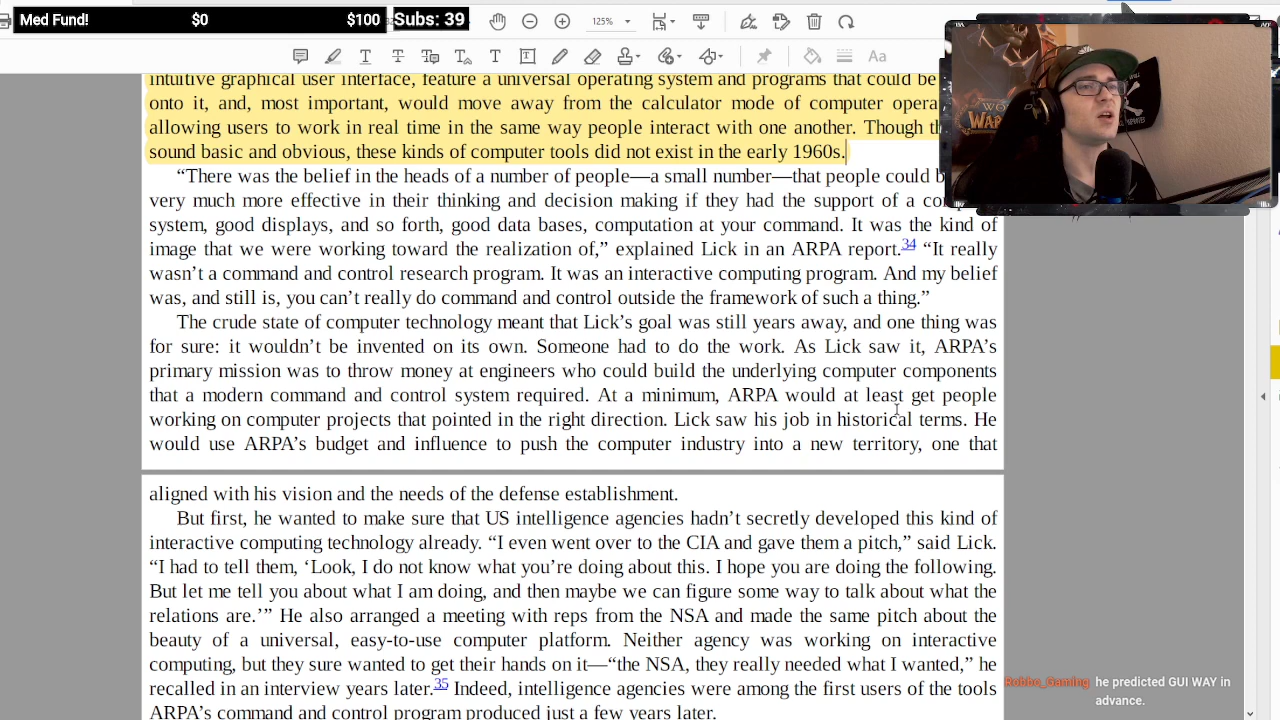 Med Fund! $0 $100 Subs: 39
125%
intuitive graphical user interface, feature a universal operating system and programs that could be
onto it, and, most important, would move away from the calculator mode of computer opera
allowing users to work in real time in the same way people interact with one another. Though th
sound basic and obvious, these kinds of computer tools did not exist in the early 1960s.
“There was the belief in the heads of a number of people—a small number—that people could b
very much more effective in their thinking and decision making if they had the support of a comp
system, good displays, and so forth, good data bases, computation at your command. It was the kind of
image that we were working toward the realization of,” explained Lick in an ARPA report.34 “It really
wasn’t a command and control research program. It was an interactive computing program. And my belief
was, and still is, you can’t really do command and control outside the framework of such a thing.”
The crude state of computer technology meant that Lick’s goal was still years away, and one thing was
for sure: it wouldn’t be invented on its own. Someone had to do the work. As Lick saw it, ARPA’s
primary mission was to throw money at engineers who could build the underlying computer components
that a modern command and control system required. At a minimum, ARPA would at least get people
working on computer projects that pointed in the right direction. Lick saw his job in historical terms. He
would use ARPA’s budget and influence to push the computer industry into a new territory, one that
aligned with his vision and the needs of the defense establishment.
But first, he wanted to make sure that US intelligence agencies hadn’t secretly developed this kind of
interactive computing technology already. “I even went over to the CIA and gave them a pitch,” said Lick.
“I had to tell them, ‘Look, I do not know what you’re doing about this. I hope you are doing the following.
But let me tell you about what I am doing, and then maybe we can figure some way to talk about what the
relations are.’” He also arranged a meeting with reps from the NSA and made the same pitch about the
beauty of a universal, easy-to-use computer platform. Neither agency was working on interactive
computing, but they sure wanted to get their hands on it—“the NSA, they really needed what I wanted,” he
recalled in an interview years later.35 Indeed, intelligence agencies were among the first users of the tools
ARPA’s command and control program produced just a few years later.
Robbo_Gaming he predicted GUI WAY in
advance.